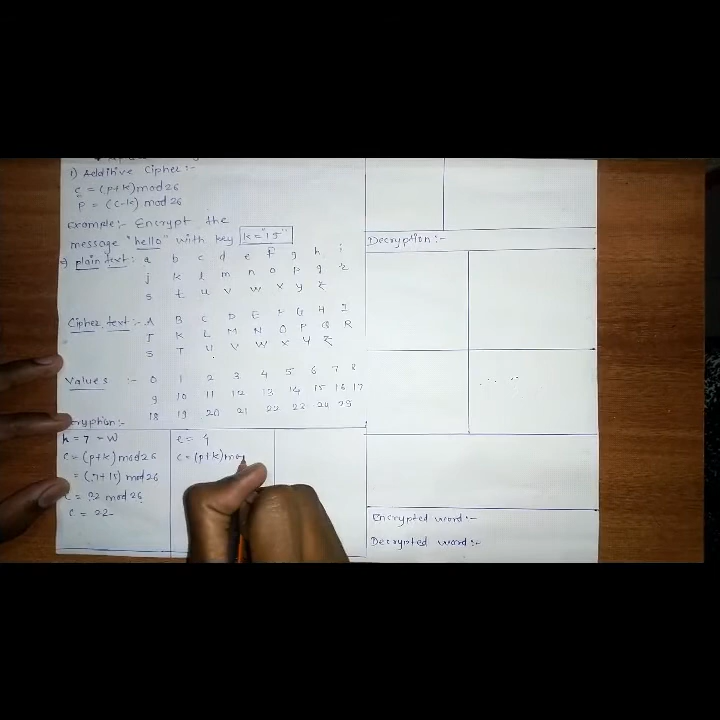 1) Additive Cipher:-
C = (p+k) mod 26
P = (c-k) mod 26
Example:- Encrypt the
message "hello" with key k="15"
plain text : a b c d e f g h i
j k l m n o p q r
s t u v w x y z
Cipher text :- A B C D E F G H I
J K L M N O P Q R
S T U V W X Y Z
Values :- 0 1 2 3 4 5 6 7 8
9 10 11 12 13 14 15 16 17
18 19 20 21 22 23 24 25
cryption:-
h = 7 - W
C = (p+k) mod 26
= (7+15) mod 26
C = 22 mod 26
C = 22
e = 4
C = (p+k) mo
Decryption:-
Encrypted word:-
Decrypted word:-